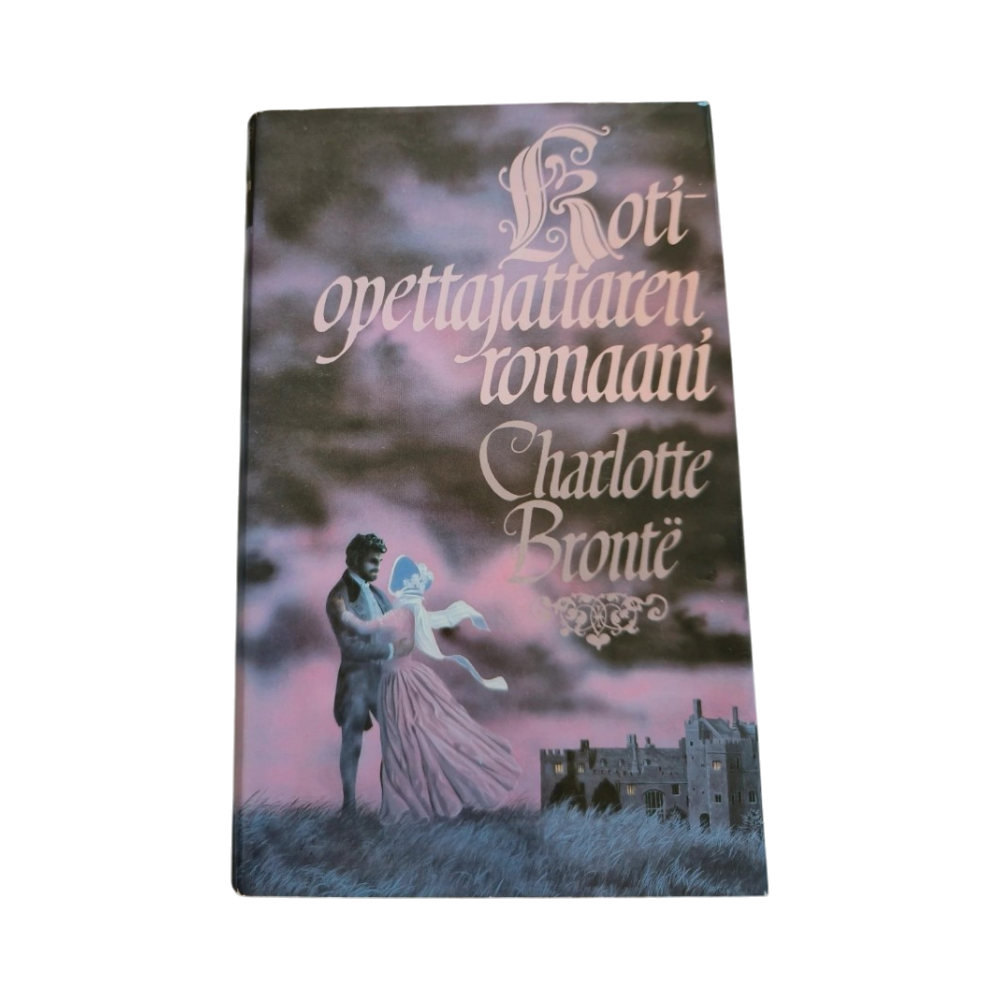 Koti-
opettajattaren
romaani
Charlotte
Brontë